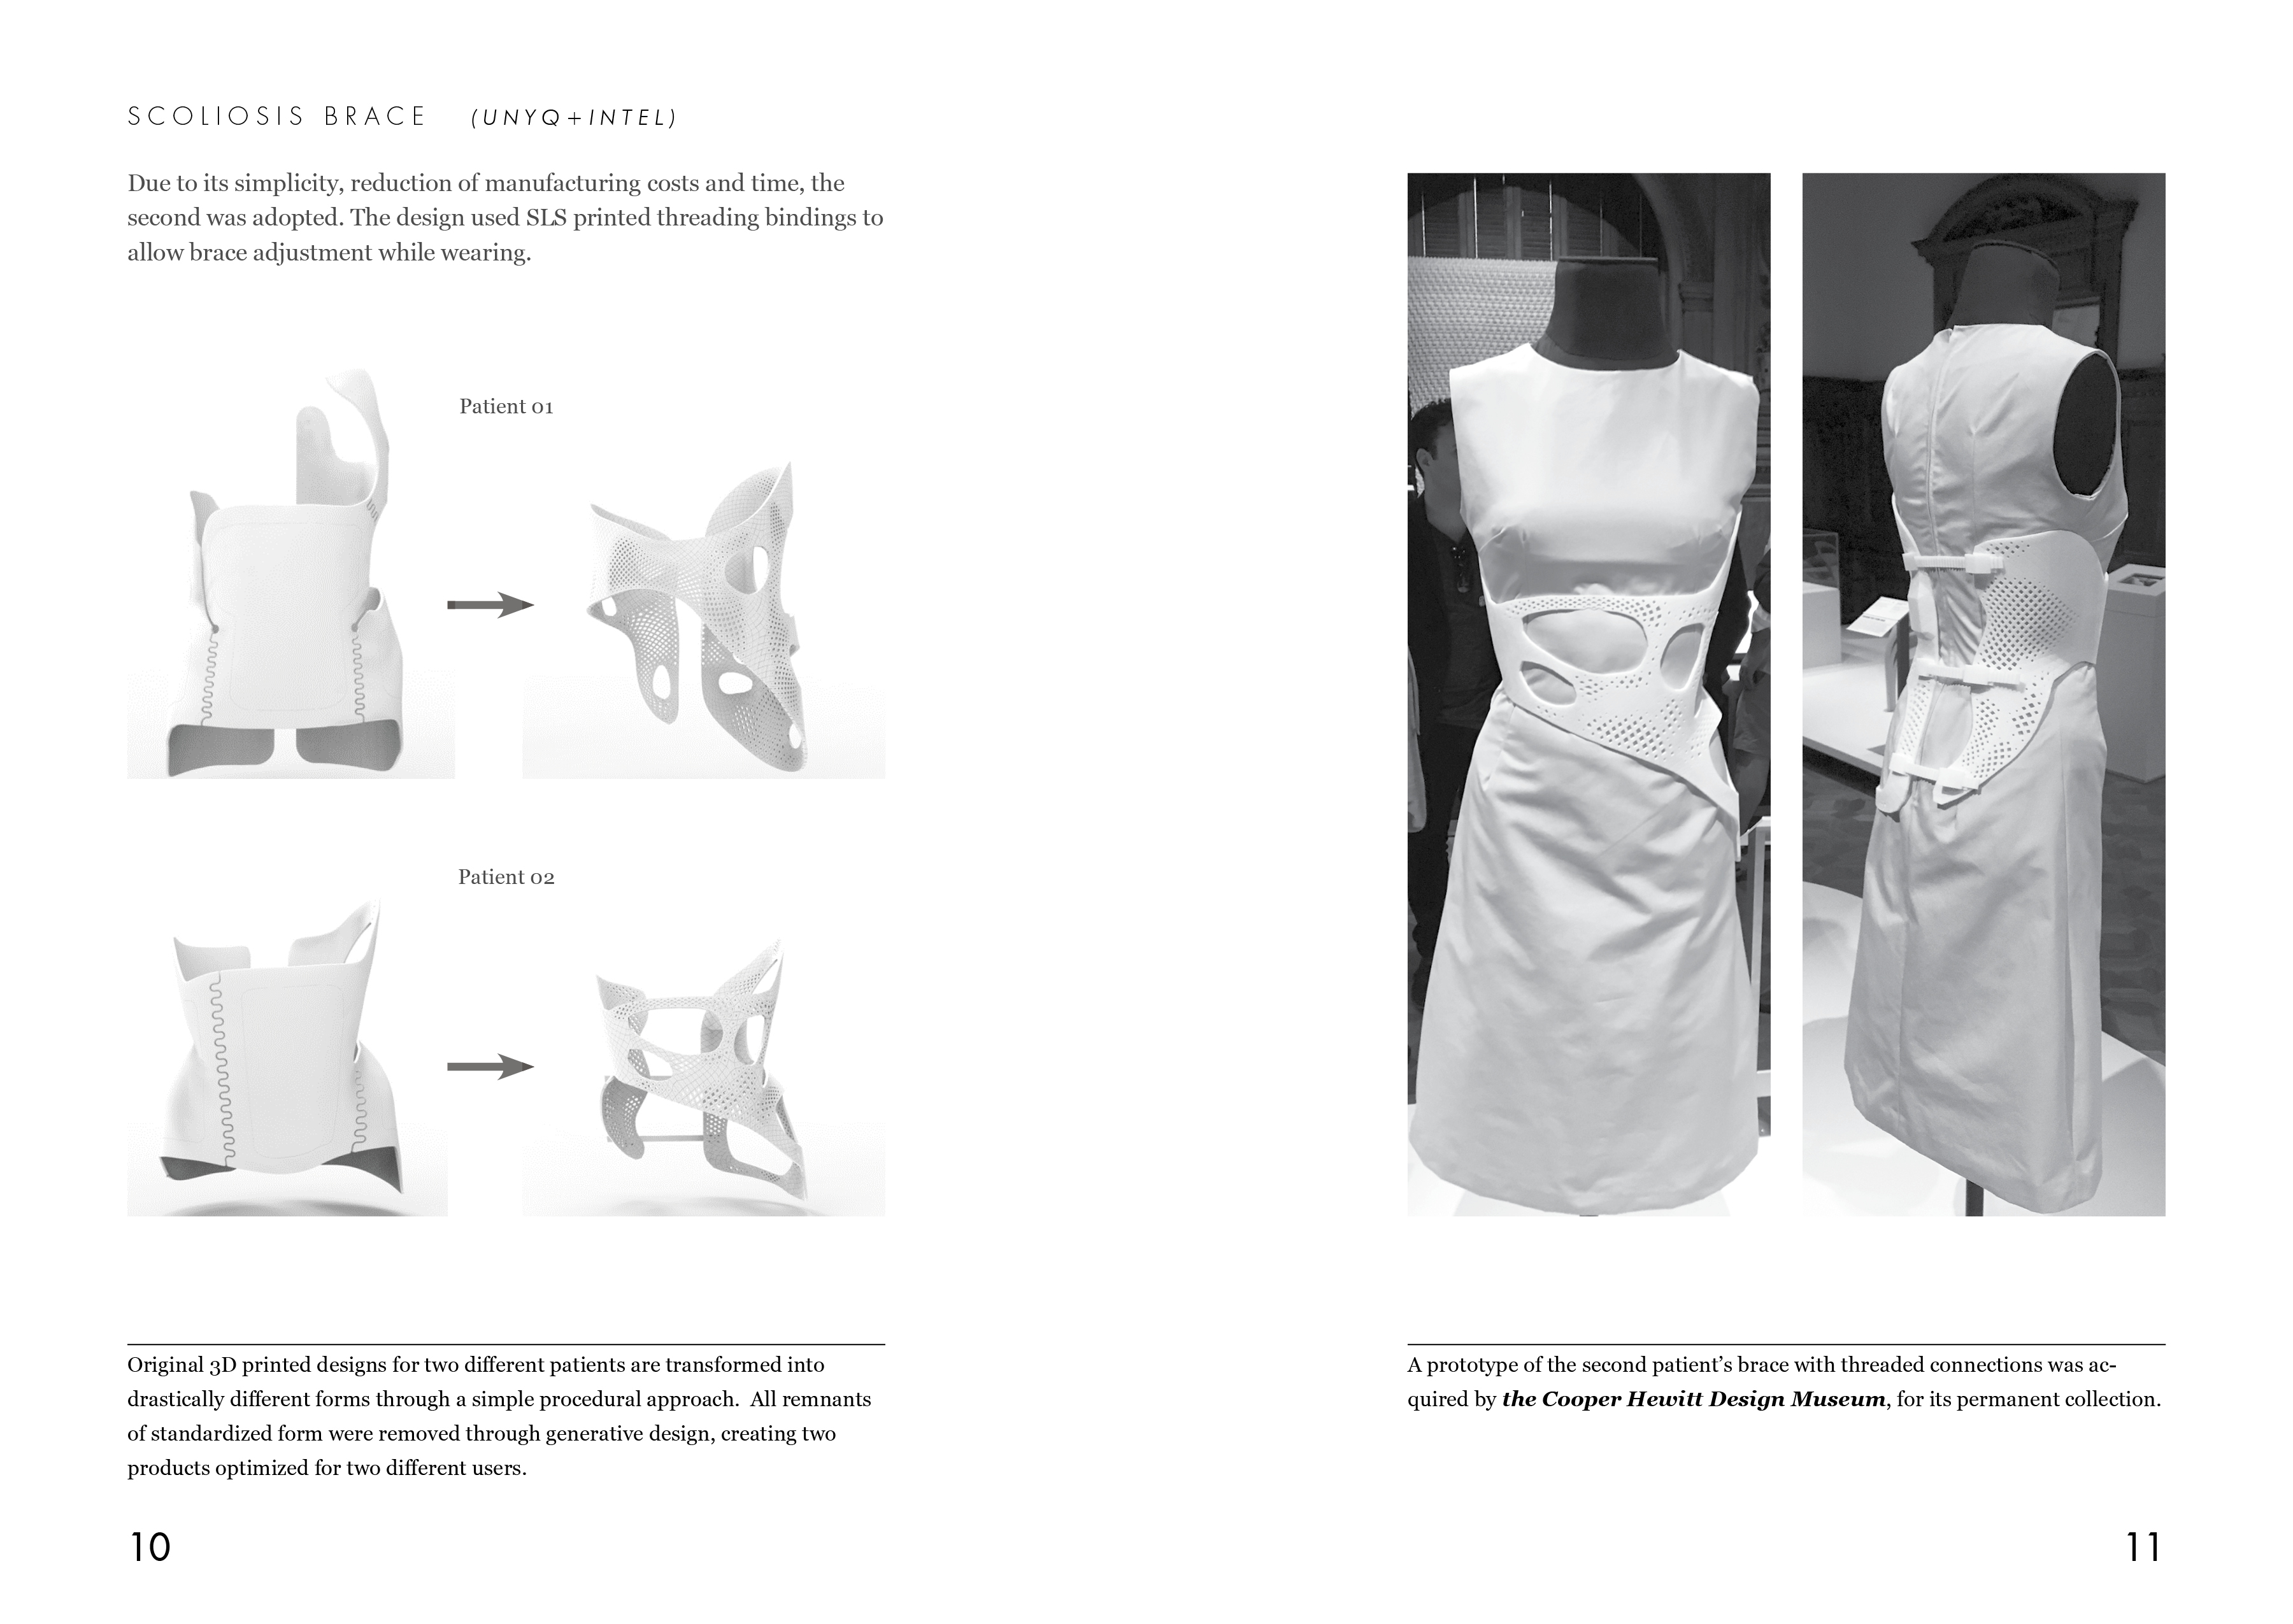 SCOLIOSIS BRACE (UNYQ+INTEL)
Due to its simplicity, reduction of manufacturing costs and time, the
second was adopted. The design used SLS printed threading bindings to
allow brace adjustment while wearing.
Patient 01
Patient 02
Original 3D printed designs for two different patients are transformed into
drastically different forms through a simple procedural approach.  All remnants
of standardized form were removed through generative design, creating two
products optimized for two different users.
10
A prototype of the second patient’s brace with threaded connections was ac-
quired by the Cooper Hewitt Design Museum, for its permanent collection.
11